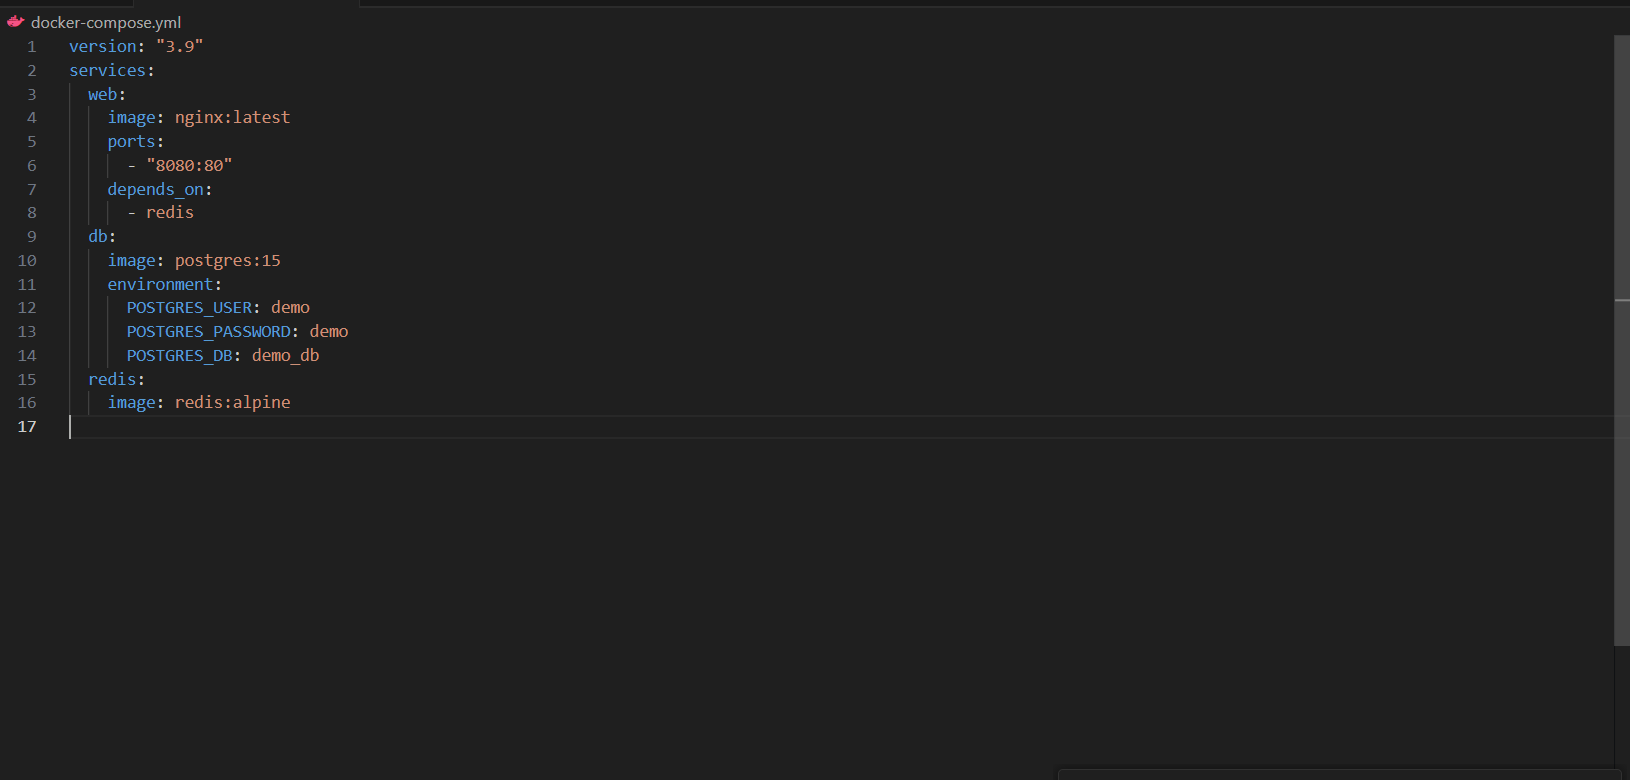 docker-compose.yml
1 version: "3.9"
2 services:
3   web:
4     image: nginx:latest
5     ports:
6       - "8080:80"
7     depends_on:
8       - redis
9   db:
10     image: postgres:15
11     environment:
12       POSTGRES_USER: demo
13       POSTGRES_PASSWORD: demo
14       POSTGRES_DB: demo_db
15   redis:
16     image: redis:alpine
17